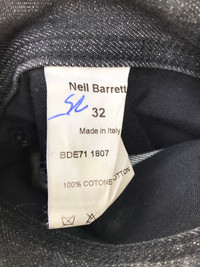 Neil Barrett
32
Made in Italy
BDE71 1807
100% COTONE/COTTON